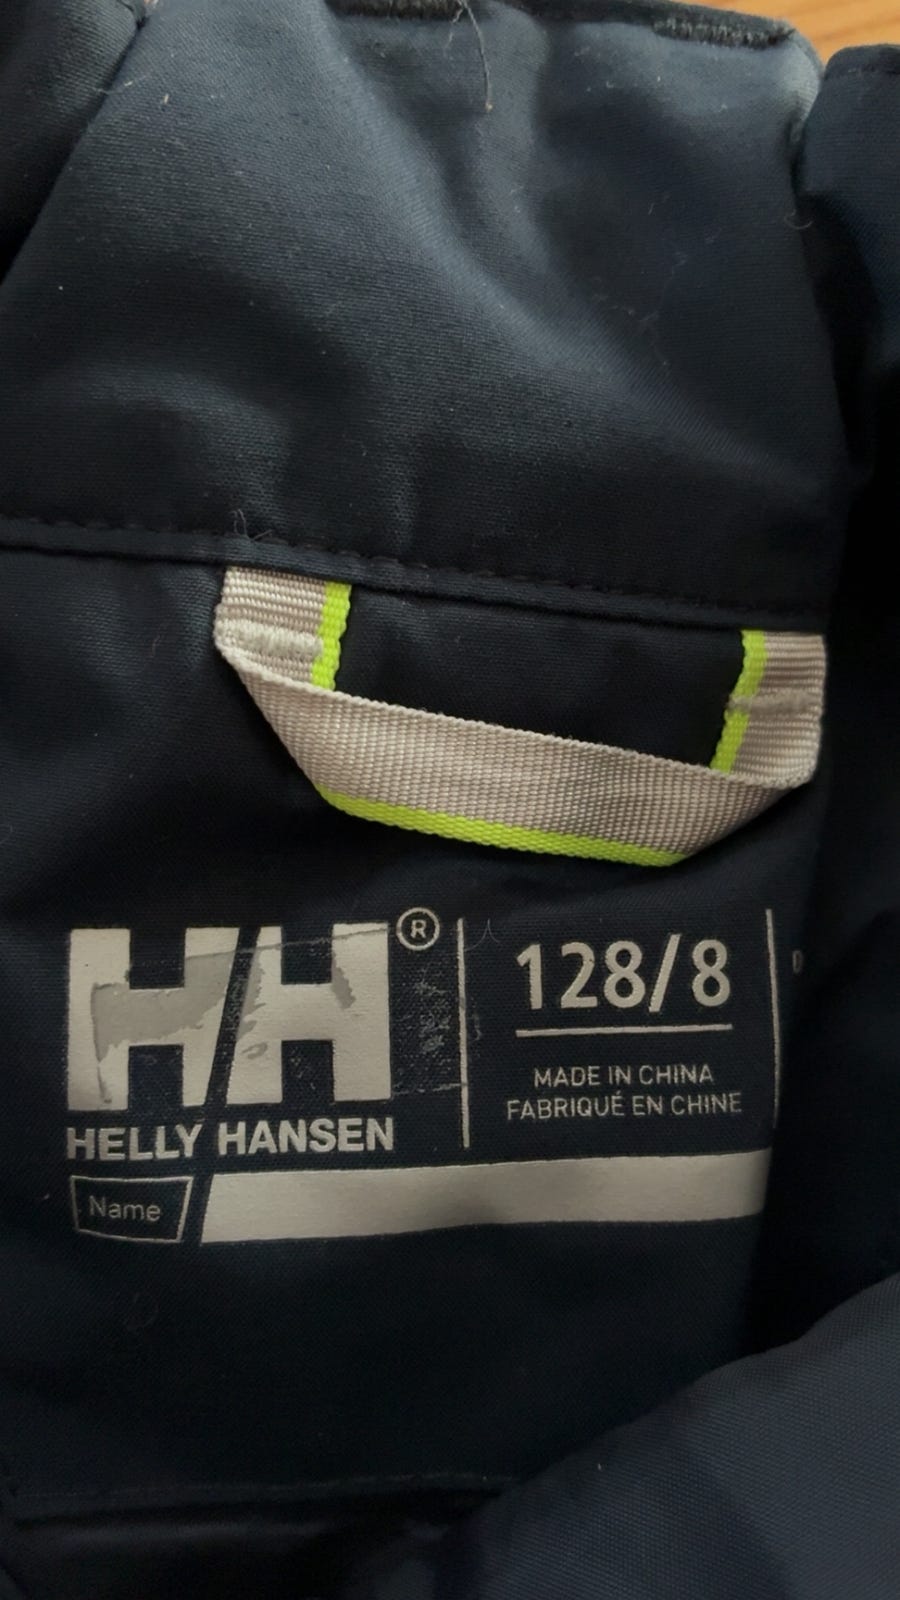 HH®
HELLY HANSEN
Name
128/8
MADE IN CHINA
FABRIQUÉ EN CHINE